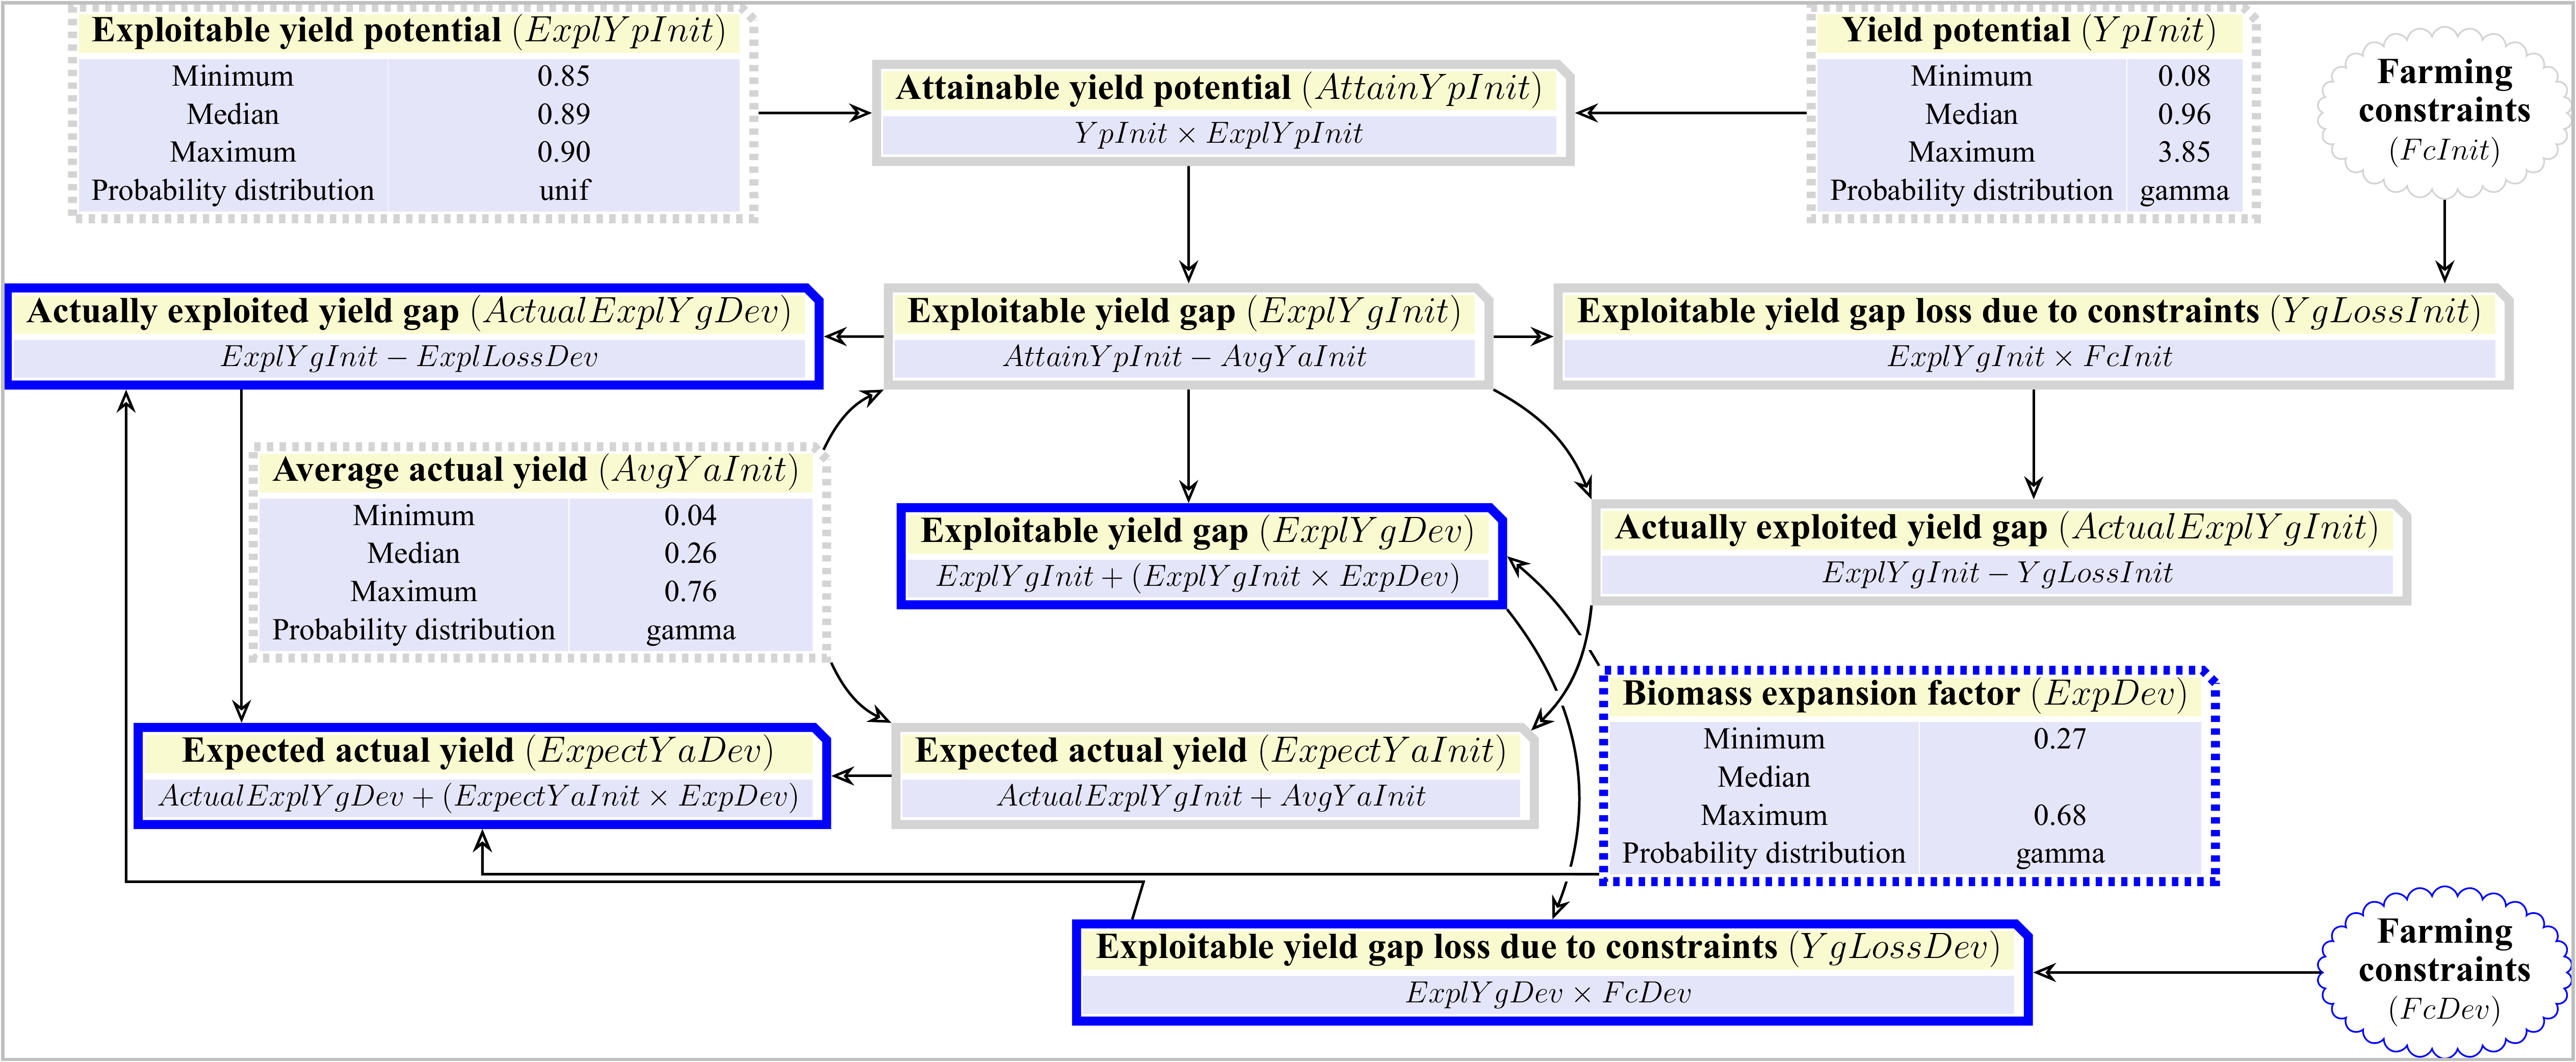 Exploitable yield potential (ExplYpInit)
Minimum 0.85
Median 0.89
Maximum 0.90
Probability distribution unif
Attainable yield potential (AttainYpInit)
YpInit × ExplYpInit
Yield potential (YpInit)
Minimum 0.08
Median 0.96
Maximum 3.85
Probability distribution gamma
Farming
constraints
(FcInit)
Actually exploited yield gap (ActualExplYgDev)
ExplYgInit − ExplLossDev
Exploitable yield gap (ExplYgInit)
AttainYpInit − AvgYaInit
Exploitable yield gap loss due to constraints (YgLossInit)
ExplYgInit × FcInit
Average actual yield (AvgYaInit)
Minimum 0.04
Median 0.26
Maximum 0.76
Probability distribution gamma
Exploitable yield gap (ExplYgDev)
ExplYgInit + (ExplYgInit × ExpDev)
Actually exploited yield gap (ActualExplYgInit)
ExplYgInit − YgLossInit
Expected actual yield (ExpectYaDev)
ActualExplYgDev + (ExpectYaInit × ExpDev)
Expected actual yield (ExpectYaInit)
ActualExplYgInit + AvgYaInit
Biomass expansion factor (ExpDev)
Minimum 0.27
Median
Maximum 0.68
Probability distribution gamma
Exploitable yield gap loss due to constraints (YgLossDev)
ExplYgDev × FcDev
Farming
constraints
(FcDev)